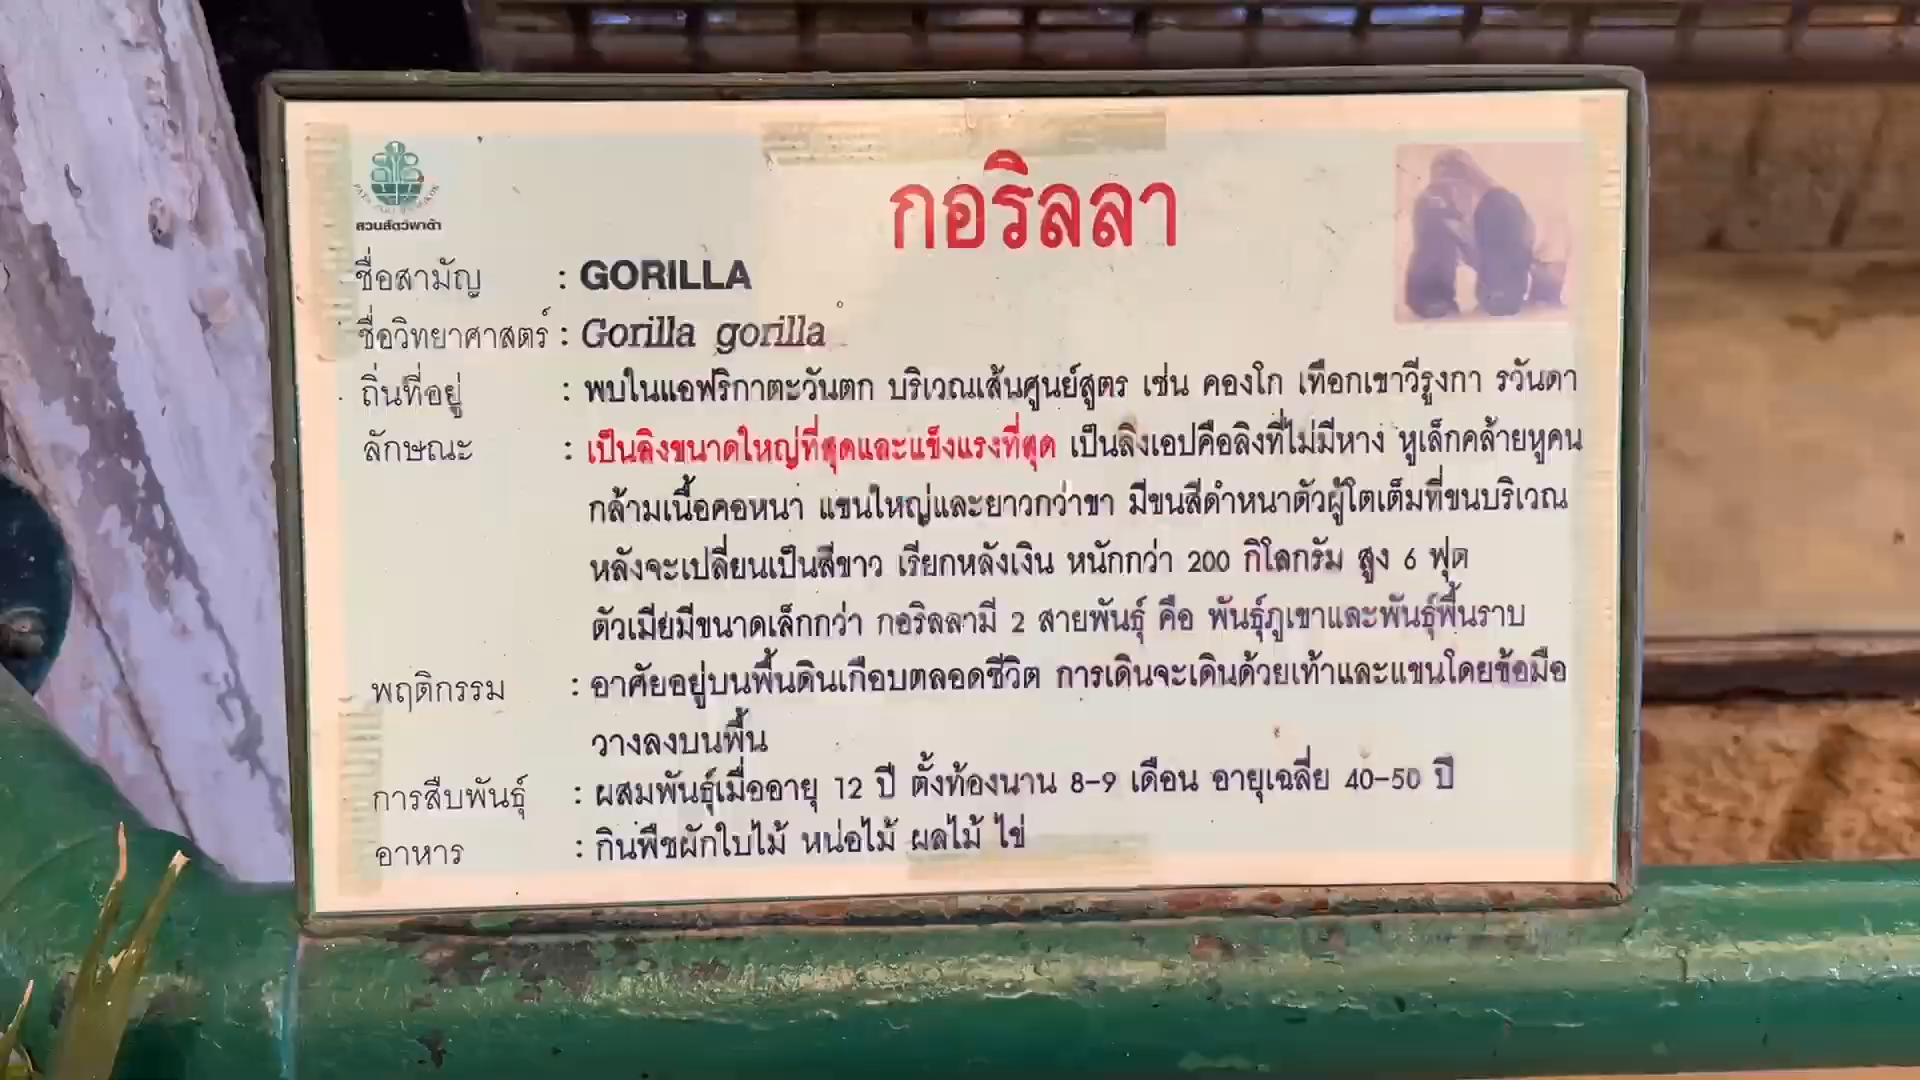 สวนสัตว์พาต้า
กอริลลา
ชื่อสามัญ : GORILLA
ชื่อวิทยาศาสตร์ : Gorilla gorilla
ถิ่นที่อยู่ : พบในแอฟริกาตะวันตก บริเวณเส้นศูนย์สูตร เช่น คองโก เทือกเขาวีรูงกา รวันดา
ลักษณะ : เป็นลิงขนาดใหญ่ที่สุดและแข็งแรงที่สุด เป็นลิงเอปคือลิงที่ไม่มีหาง หูเล็กคล้ายหูคน
กล้ามเนื้อคอหนา แขนใหญ่และยาวกว่าขา มีขนสีดำหนาตัวผู้โตเต็มที่ขนบริเวณ
หลังจะเปลี่ยนเป็นสีขาว เรียกหลังเงิน หนักกว่า 200 กิโลกรัม สูง 6 ฟุต
ตัวเมียมีขนาดเล็กกว่า กอริลลามี 2 สายพันธุ์ คือ พันธุ์ภูเขาและพันธุ์พื้นราบ
พฤติกรรม : อาศัยอยู่บนพื้นดินเกือบตลอดชีวิต การเดินจะเดินด้วยเท้าและแขนโดยข้อมือ
วางลงบนพื้น
การสืบพันธุ์ : ผสมพันธุ์เมื่ออายุ 12 ปี ตั้งท้องนาน 8-9 เดือน อายุเฉลี่ย 40-50 ปี
อาหาร : กินพืชผักใบไม้ หน่อไม้ ผลไม้ ไข่